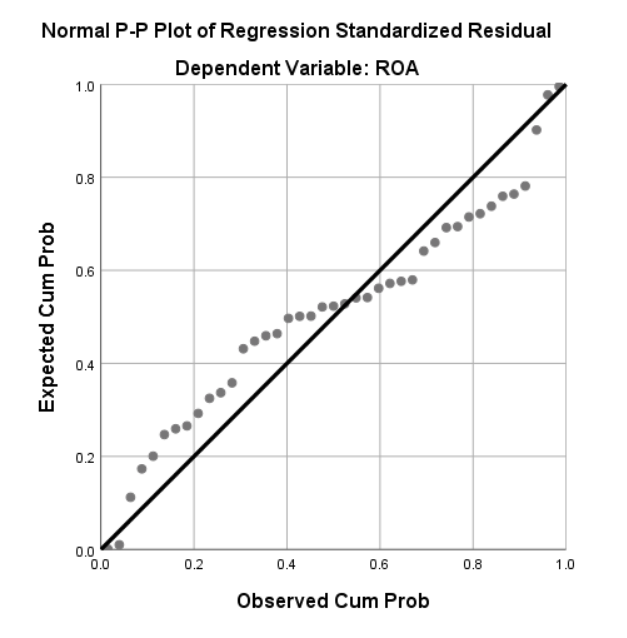 Normal P-P Plot of Regression Standardized Residual
Dependent Variable: ROA
1.0
0.8
0.6
0.4
0.2
0.0
Expected Cum Prob
0.0 0.2 0.4 0.6 0.8 1.0
Observed Cum Prob